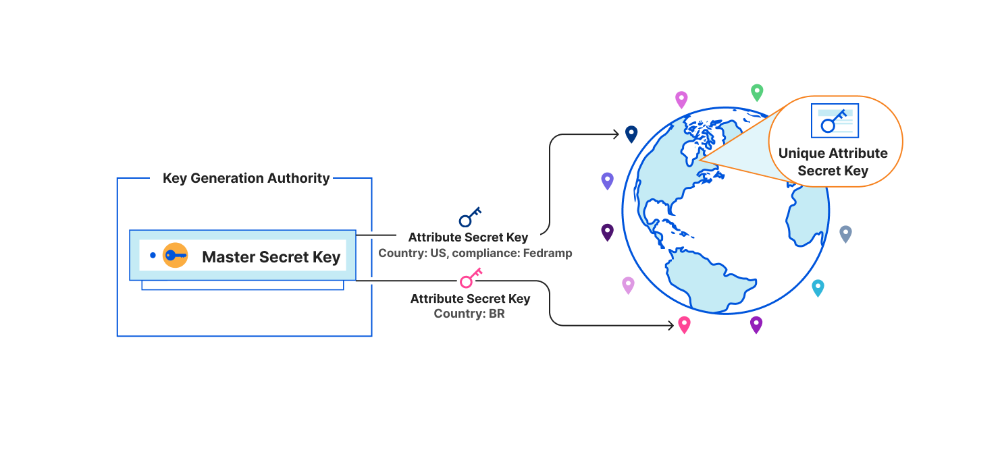 Key Generation Authority
Master Secret Key
Attribute Secret Key
Country: US, compliance: Fedramp
Attribute Secret Key
Country: BR
Unique Attribute
Secret Key